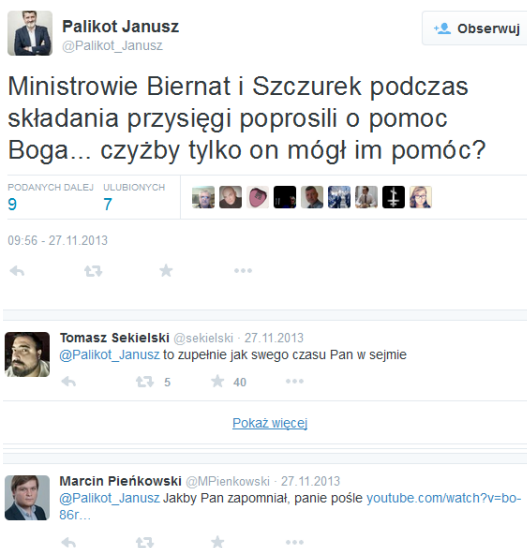 Palikot Janusz
@Palikot_Janusz
Obserwuj
Ministrowie Biernat i Szczurek podczas
składania przysięgi poprosili o pomoc
Boga... czyżby tylko on mógł im pomóc?
PODANYCH DALEJ ULUBIONYCH
9 7
09:56 - 27.11.2013
Tomasz Sekielski @sekielski · 27.11.2013
@Palikot_Janusz to zupełnie jak swego czasu Pan w sejmie
5 40
Pokaż więcej
Marcin Pieńkowski @MPienkowski · 27.11.2013
@Palikot_Janusz Jakby Pan zapomniał, panie pośle youtube.com/watch?v=bo-
86r...